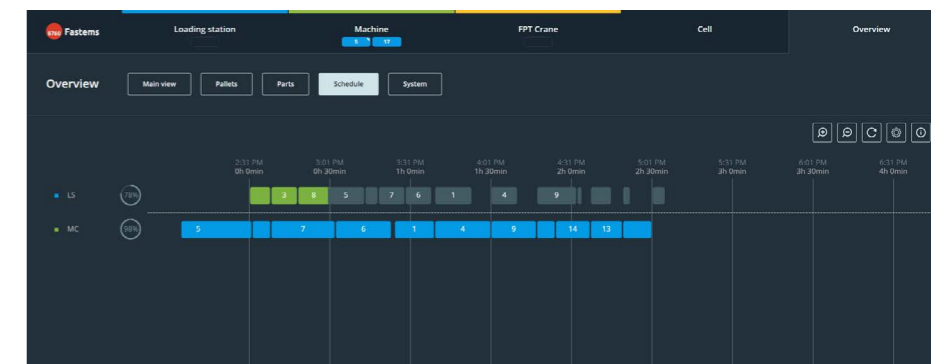 8760 Fastems Loading station Machine FPT Crane Cell Overview
5 17
Overview Main view Pallets Parts Schedule System
2:31 PM 3:01 PM 3:31 PM 4:01 PM 4:31 PM 5:01 PM 5:31 PM 6:01 PM 6:31 PM
0h 0min 0h 30min 1h 0min 1h 30min 2h 0min 2h 30min 3h 0min 3h 30min 4h 0min
LS 78% 3 8 5 7 6 1 4 9
MC 98% 5 7 6 1 4 9 14 13